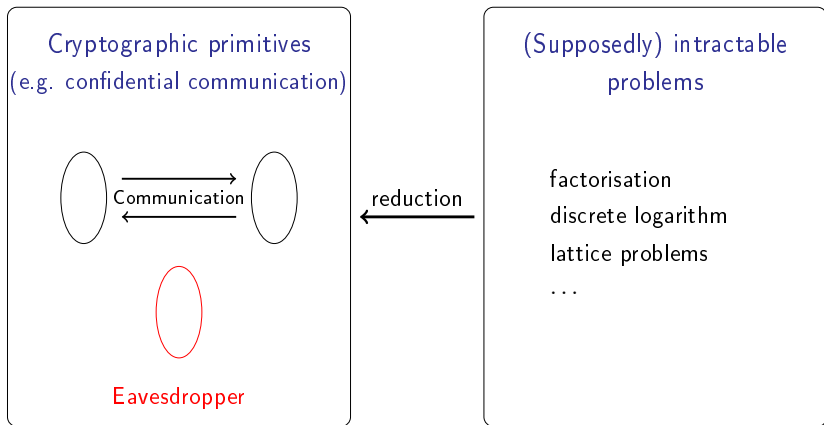 Cryptographic primitives
(e.g. confidential communication)
Communication
Eavesdropper
reduction
(Supposedly) intractable
problems
factorisation
discrete logarithm
lattice problems
...